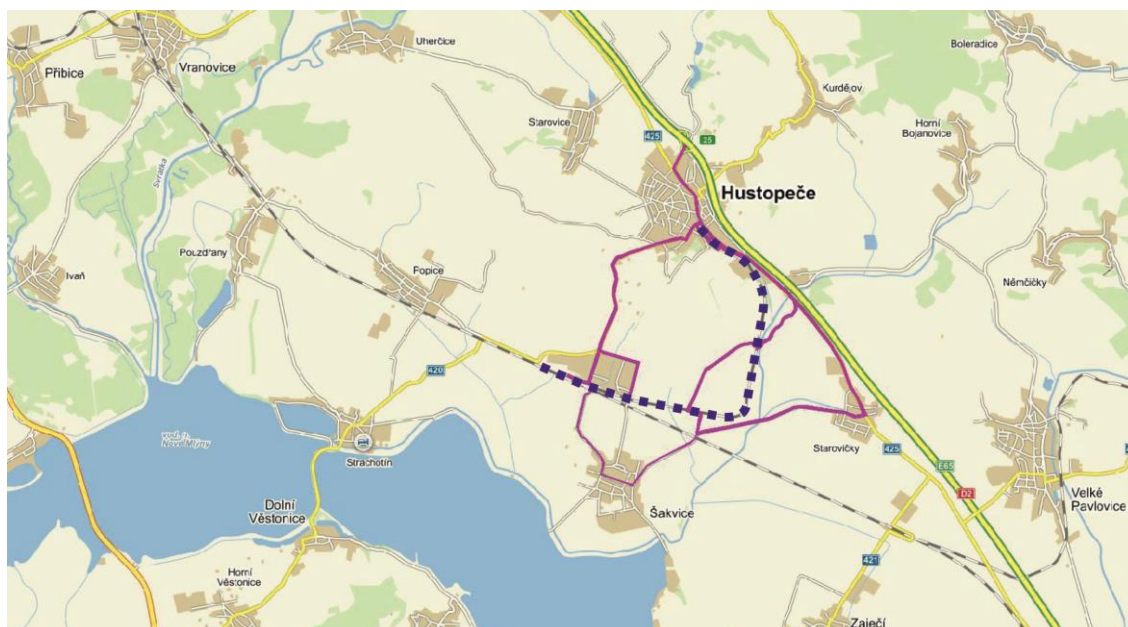 Uherčice
Boleradice
Přibice
Vranovice
Kurdějov
Starovice
425
25
Horní
Bojanovice
Svratka
Hustopeče
Pouzdřany
Ivaň
Popice
Němčičky
420
Strachotín
Starovičky
425
E65
D2
Velké
Pavlovice
Dolní
Věstonice
Šakvice
Horní
Věstonice
421
Zaječí